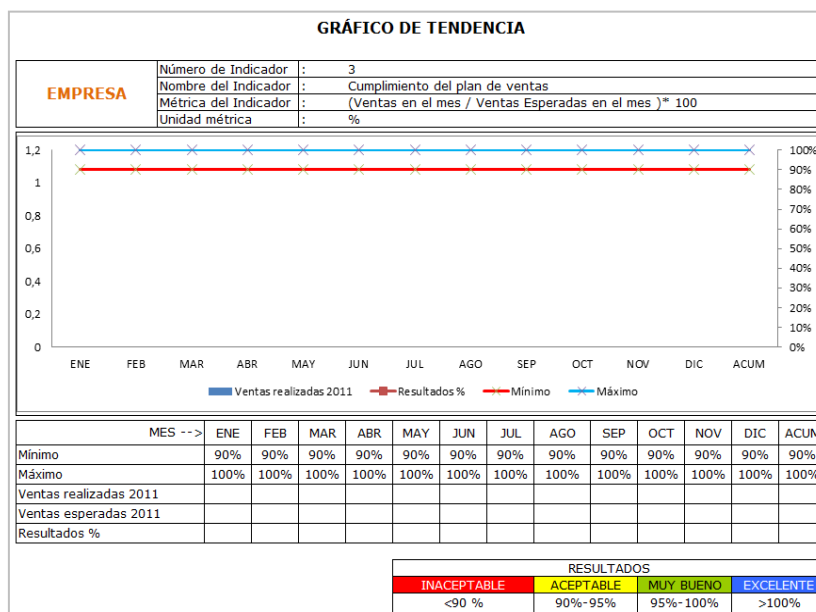 GRÁFICO DE TENDENCIA
EMPRESA
Número de Indicador : 3
Nombre del Indicador : Cumplimiento del plan de ventas
Métrica del Indicador : (Ventas en el mes / Ventas Esperadas en el mes )* 100
Unidad métrica : %
1,2
1
0,8
0,6
0,4
0,2
0
100%
90%
80%
70%
60%
50%
40%
30%
20%
10%
0%
ENE FEB MAR ABR MAY JUN JUL AGO SEP OCT NOV DIC ACUM
Ventas realizadas 2011 Resultados % Mínimo Máximo
MES --> ENE FEB MAR ABR MAY JUN JUL AGO SEP OCT NOV DIC ACUM
Mínimo 90% 90% 90% 90% 90% 90% 90% 90% 90% 90% 90% 90% 90%
Máximo 100% 100% 100% 100% 100% 100% 100% 100% 100% 100% 100% 100% 100%
Ventas realizadas 2011
Ventas esperadas 2011
Resultados %
RESULTADOS
INACEPTABLE ACEPTABLE MUY BUENO EXCELENTE
<90 % 90%-95% 95%-100% >100%